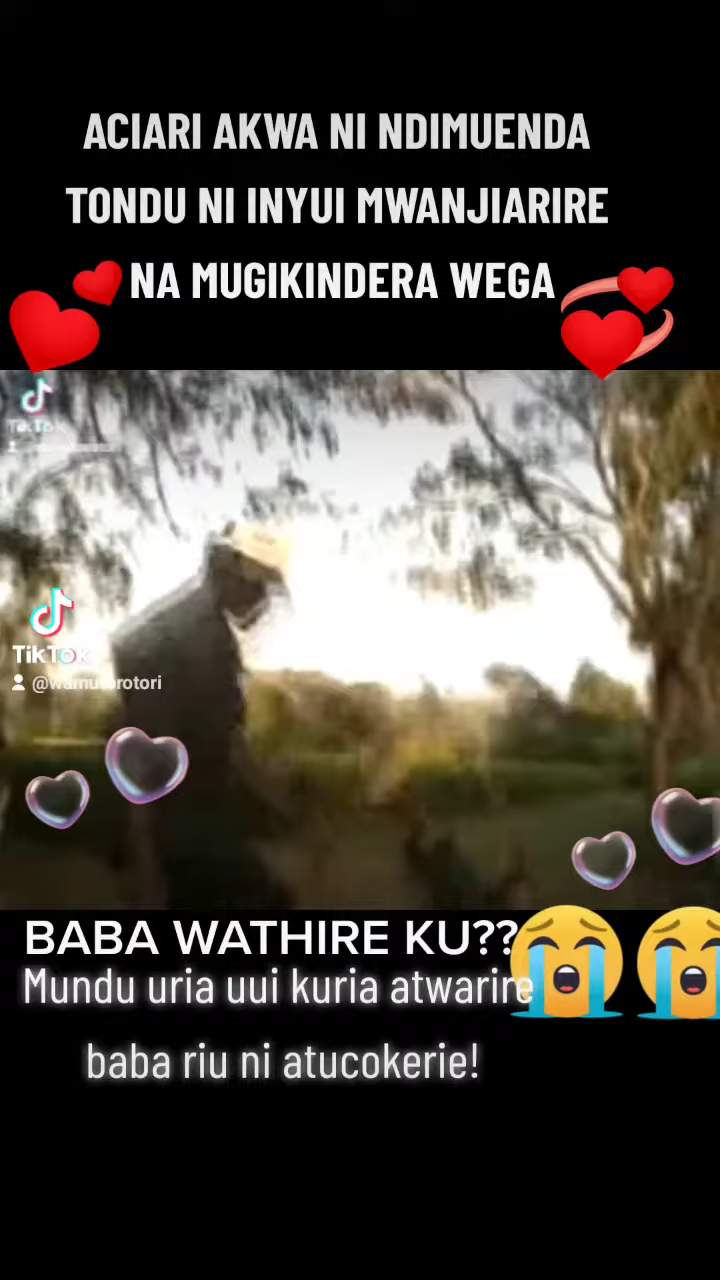 ACIARI AKWA NI NDIMUENDA
TONDU NI INYUI MWANJIARIRE
NA MUGIKINDERA WEGA
TikTok
TikTok
BABA WATHIRE KU??
Mundu uria uui kuria atwarire
baba riu ni atucokerie!